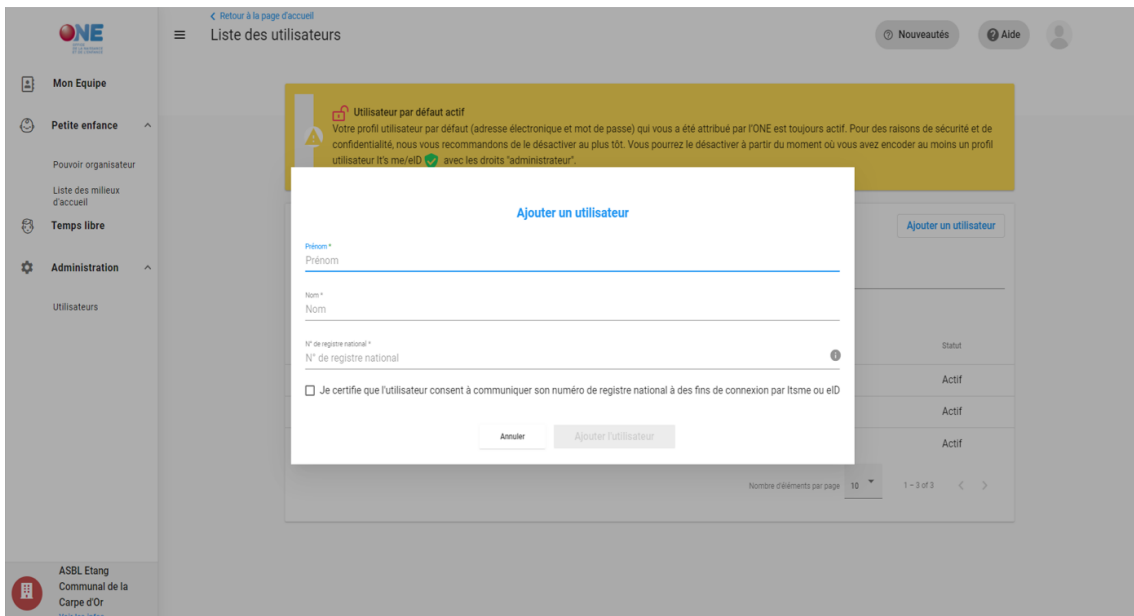 Retour à la page d'accueil
ONE
Liste des utilisateurs
Nouveautés
Aide
Mon Equipe
Petite enfance
Pouvoir organisateur
Liste des milieux
d'accueil
Temps libre
Administration
Utilisateurs
Utilisateur par défaut actif
Votre profil utilisateur par défaut (adresse électronique et mot de passe) qui vous a été attribué par l'ONE est toujours actif. Pour des raisons de sécurité et de
confidentialité, nous vous recommandons de le désactiver au plus tôt. Vous pourrez le désactiver à partir du moment où vous avez encoder au moins un profil
utilisateur It's me/eID avec les droits "administrateur".
Ajouter un utilisateur
Ajouter un utilisateur
Prénom *
Prénom
Nom *
Nom
N° de registre national *
N° de registre national
Je certifie que l'utilisateur consent à communiquer son numéro de registre national à des fins de connexion par Itsme ou eID
Annuler
Ajouter l'utilisateur
Statut
Actif
Actif
Actif
Nombre d'éléments par page 10 1 – 3 of 3
ASBL Etang
Communal de la
Carpe d'Or
Voir les infos